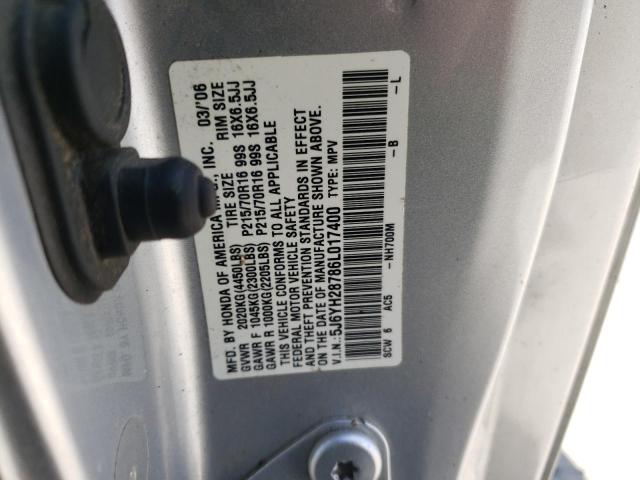 MFD. BY HONDA OF AMERICA MFG., INC. 03/'06
GVWR 2020KG(4450LBS) TIRE SIZE RIM SIZE
GAWR F 1045KG(2300LBS) P215/70R16 99S 16X6.5JJ
GAWR R 1000KG(2205LBS) P215/70R16 99S 16X6.5JJ
THIS VEHICLE CONFORMS TO ALL APPLICABLE
FEDERAL MOTOR VEHICLE SAFETY
AND THEFT PREVENTION STANDARDS IN EFFECT
ON THE DATE OF MANUFACTURE SHOWN ABOVE.
V.I.N.: 5J6YH28786L017400 TYPE: MPV
SCW 6 AC5 -NH700M -B -L